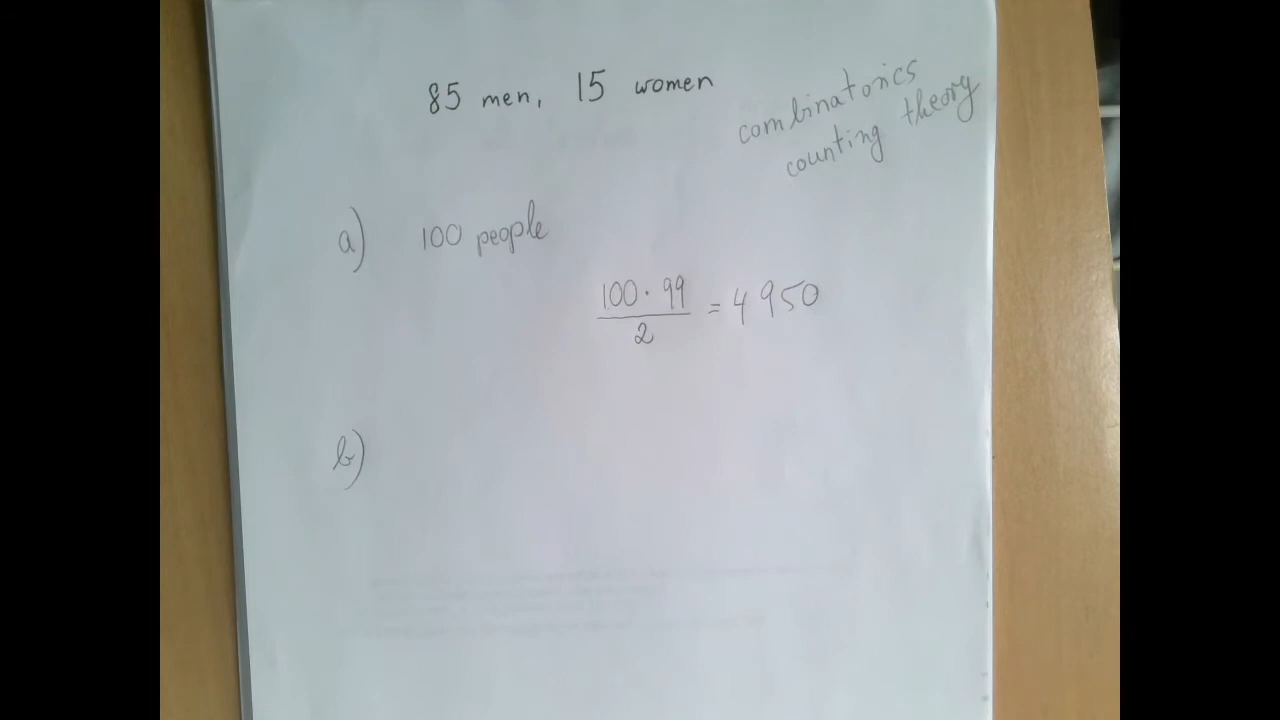 85 men, 15 women
combinatorics
counting theory
a) 100 people
100 · 99
2
= 4950
b)